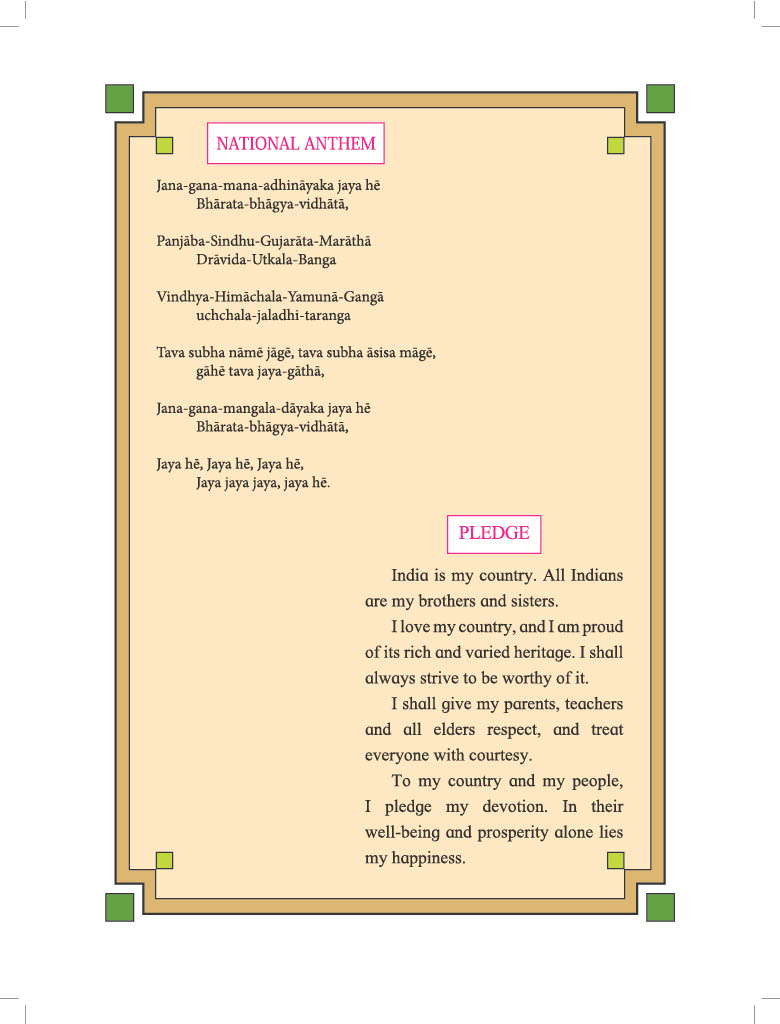 NATIONAL ANTHEM
Jana-gana-mana-adhināyaka jaya hē
Bhārata-bhāgya-vidhātā,
Panjāba-Sindhu-Gujarāta-Marāthā
Drāvida-Utkala-Banga
Vindhya-Himāchala-Yamunā-Gangā
uchchala-jaladhi-taranga
Tava subha nāmē jāgē, tava subha āsisa māgē,
gāhē tava jaya-gāthā,
Jana-gana-mangala-dāyaka jaya hē
Bhārata-bhāgya-vidhātā,
Jaya hē, Jaya hē, Jaya hē,
Jaya jaya jaya, jaya hē.
PLEDGE
India is my country. All Indians
are my brothers and sisters.
I love my country, and I am proud
of its rich and varied heritage. I shall
always strive to be worthy of it.
I shall give my parents, teachers
and all elders respect, and treat
everyone with courtesy.
To my country and my people,
I pledge my devotion. In their
well-being and prosperity alone lies
my happiness.